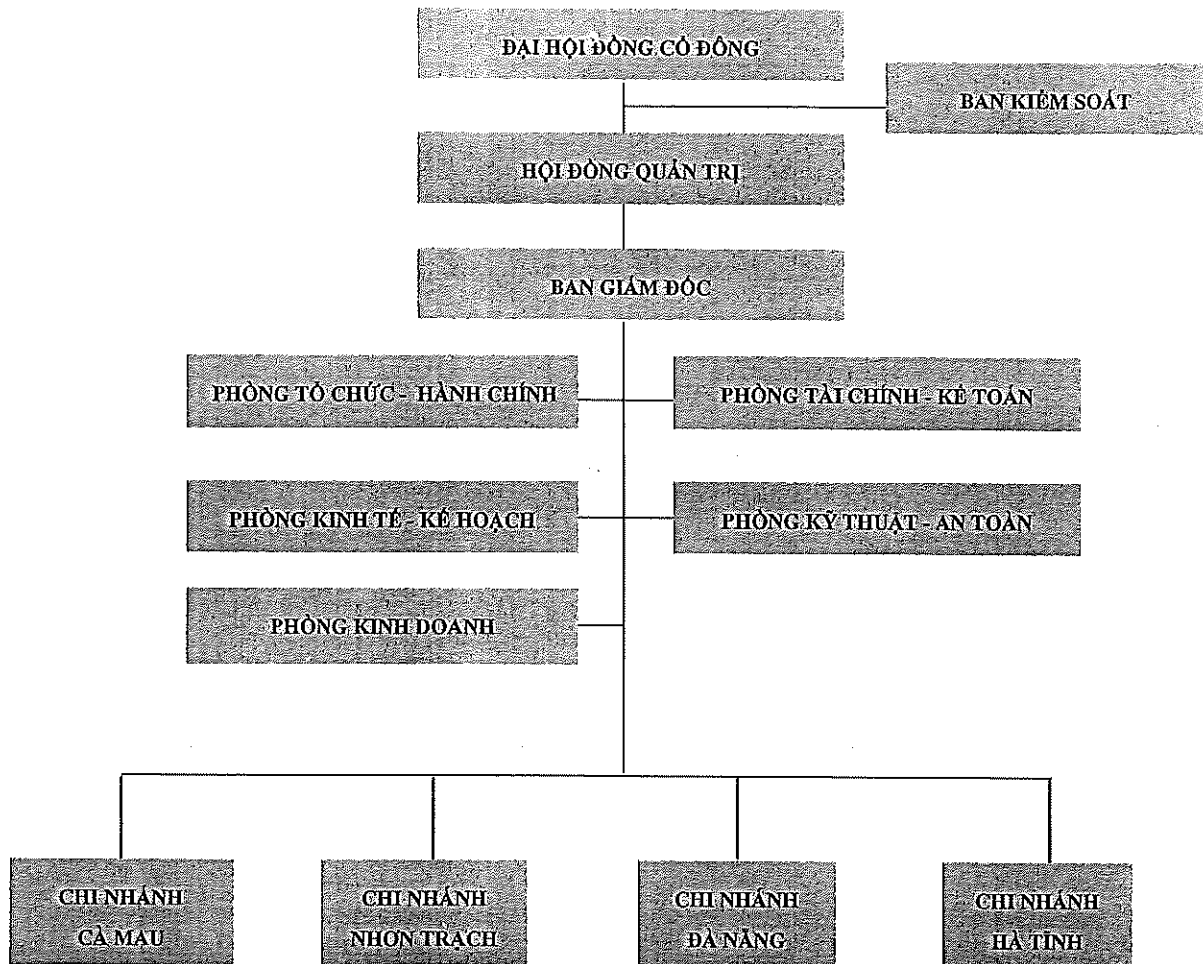 ĐẠI HỘI ĐỒNG CỔ ĐÔNG
BAN KIỂM SOÁT
HỘI ĐỒNG QUẢN TRỊ
BAN GIÁM ĐỐC
PHÒNG TỔ CHỨC - HÀNH CHÍNH
PHÒNG TÀI CHÍNH - KẾ TOÁN
PHÒNG KINH TẾ - KẾ HOẠCH
PHÒNG KỸ THUẬT - AN TOÀN
PHÒNG KINH DOANH
CHI NHÁNH
CÀ MAU
CHI NHÁNH
NHƠN TRẠCH
CHI NHÁNH
ĐÀ NẴNG
CHI NHÁNH
HÀ TĨNH